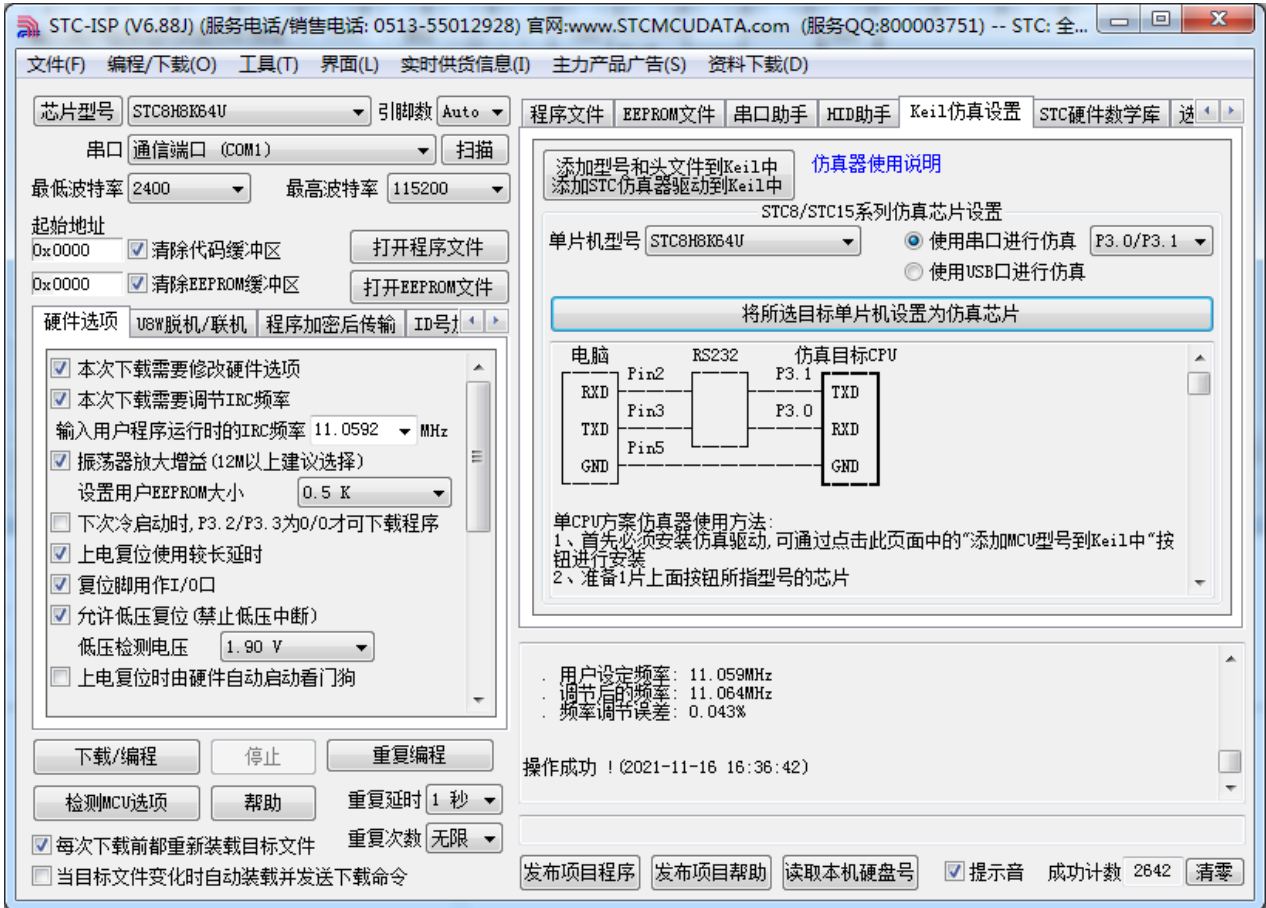 STC-ISP (V6.88J) (服务电话/销售电话: 0513-55012928) 官网:www.STCMCUDATA.com (服务QQ:800003751) -- STC: 全...
文件(F) 编程/下载(O) 工具(T) 界面(L) 实时供货信息(I) 主力产品广告(S) 资料下载(D)
芯片型号 STC8H8K64U 引脚数 Auto
串口 通信端口 (COM1) 扫描
最低波特率 2400 最高波特率 115200
起始地址
0x0000 清除代码缓冲区 打开程序文件
0x0000 清除EEPROM缓冲区 打开EEPROM文件
硬件选项 U8W脱机/联机 程序加密后传输 ID号
本次下载需要修改硬件选项
本次下载需要调节IRC频率
输入用户程序运行时的IRC频率 11.0592 MHz
振荡器放大增益(12M以上建议选择)
设置用户EEPROM大小 0.5 K
下次冷启动时,P3.2/P3.3为0/0才可下载程序
上电复位使用较长延时
复位脚用作I/O口
允许低压复位(禁止低压中断)
低压检测电压 1.90 V
上电复位时由硬件自动启动看门狗
下载/编程 停止 重复编程
检测MCU选项 帮助 重复延时 1 秒
重复次数 无限
每次下载前都重新装载目标文件
当目标文件变化时自动装载并发送下载命令
程序文件 EEPROM文件 串口助手 HID助手 Keil仿真设置 STC硬件数学库 选
添加型号和头文件到Keil中
添加STC仿真器驱动到Keil中
仿真器使用说明
STC8/STC15系列仿真芯片设置
单片机型号 STC8H8K64U 使用串口进行仿真 P3.0/P3.1
使用USB口进行仿真
将所选目标单片机设置为仿真芯片
电脑 RS232 仿真目标CPU
Pin2 P3.1
RXD TXD
Pin3 P3.0
TXD RXD
Pin5
GND GND
单CPU方案仿真器使用方法:
1、首先必须安装仿真驱动,可通过点击此页面中的"添加MCU型号到Keil中"按
钮进行安装
2、准备1片上面按钮所指型号的芯片
. 用户设定频率: 11.059MHz
. 调节后的频率: 11.064MHz
. 频率调节误差: 0.043%
操作成功 !(2021-11-16 16:36:42)
发布项目程序 发布项目帮助 读取本机硬盘号 提示音 成功计数 2642 清零